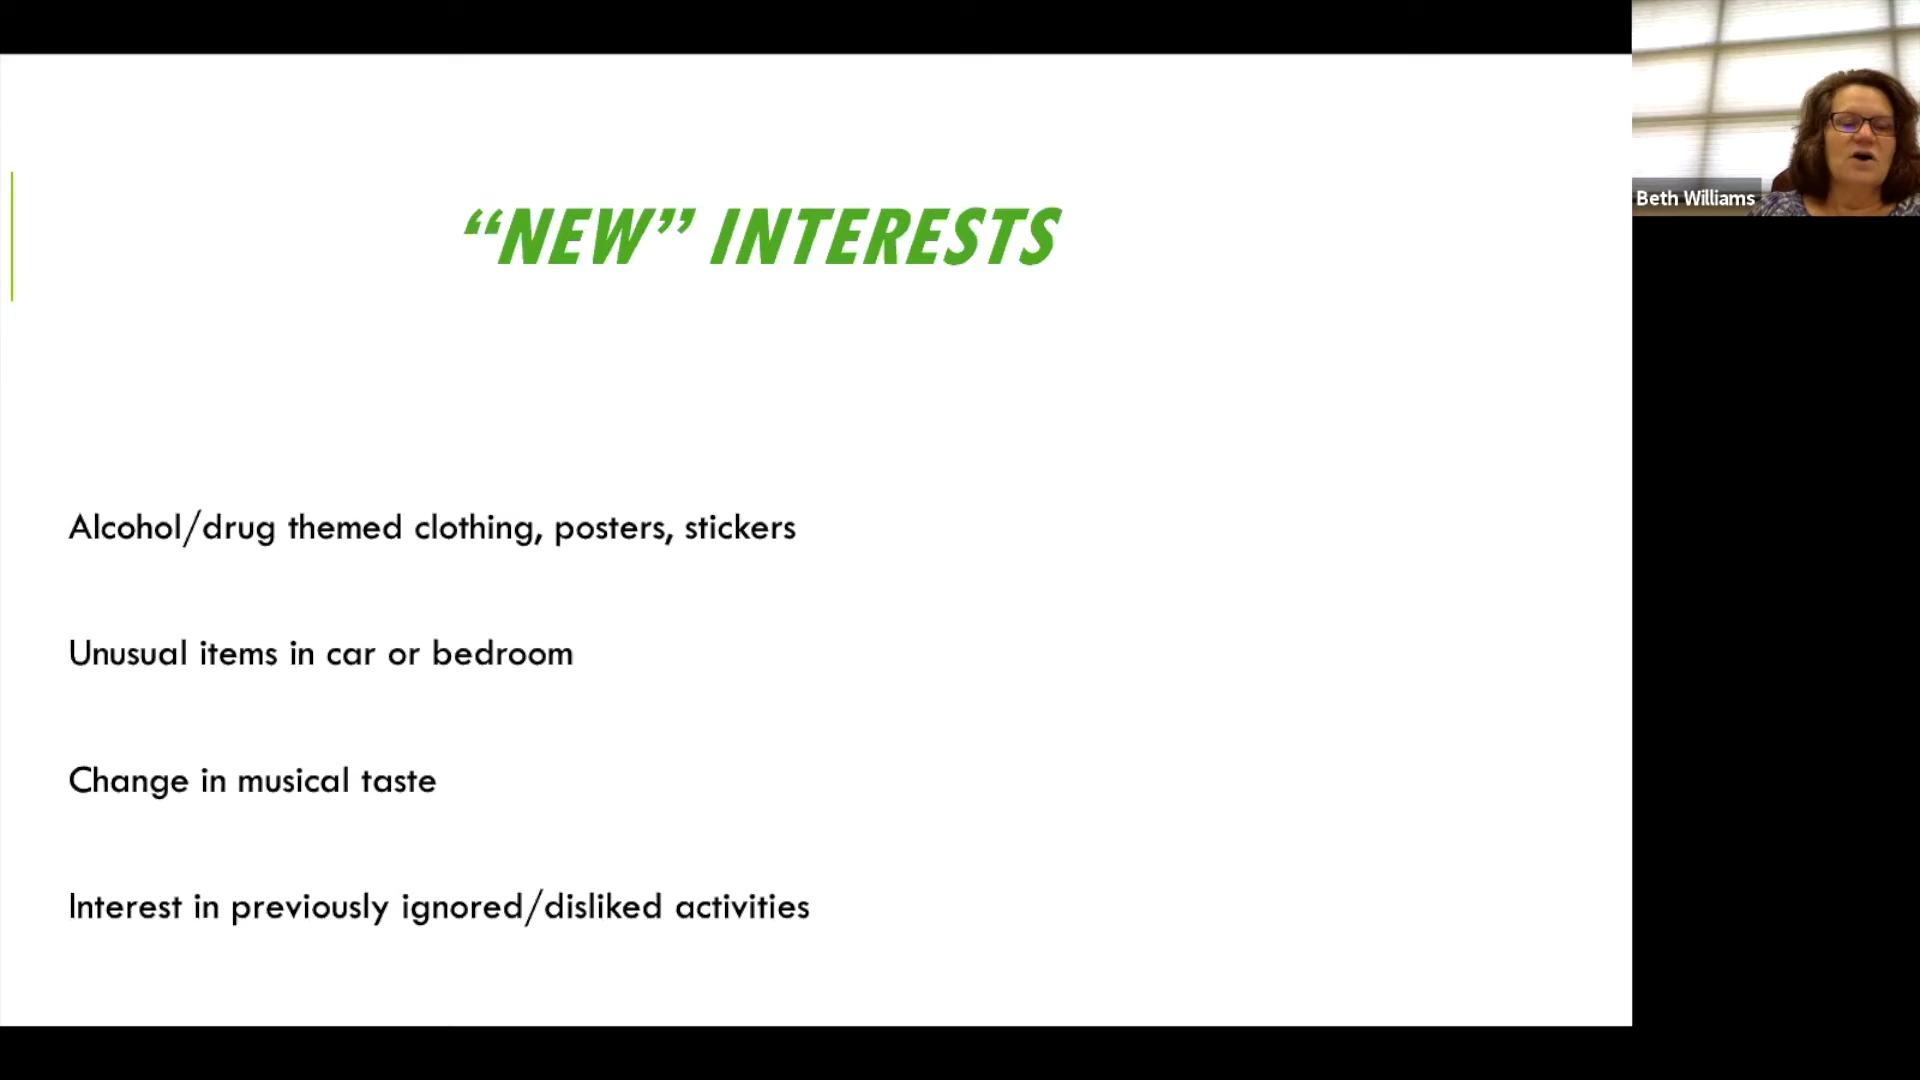 “NEW” INTERESTS
Alcohol/drug themed clothing, posters, stickers
Unusual items in car or bedroom
Change in musical taste
Interest in previously ignored/disliked activities
Beth Williams